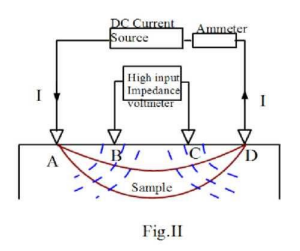 DC Current
Source
Ammeter
High input
Impedance
voltmeter
I
I
A
B
C
D
Sample
Fig.II